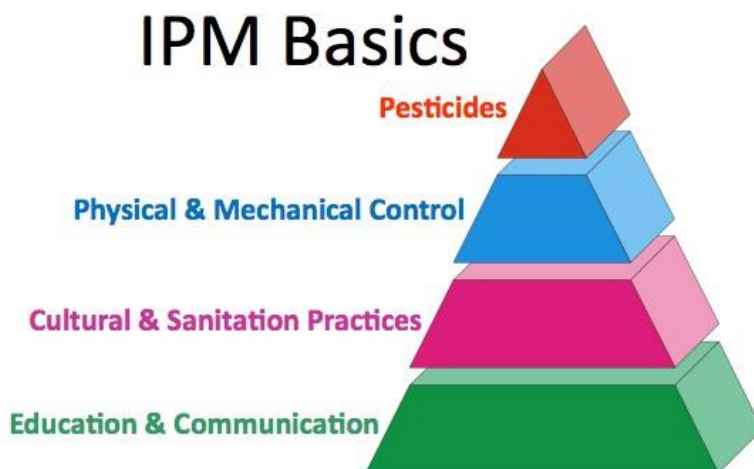 IPM Basics
Pesticides
Physical & Mechanical Control
Cultural & Sanitation Practices
Education & Communication